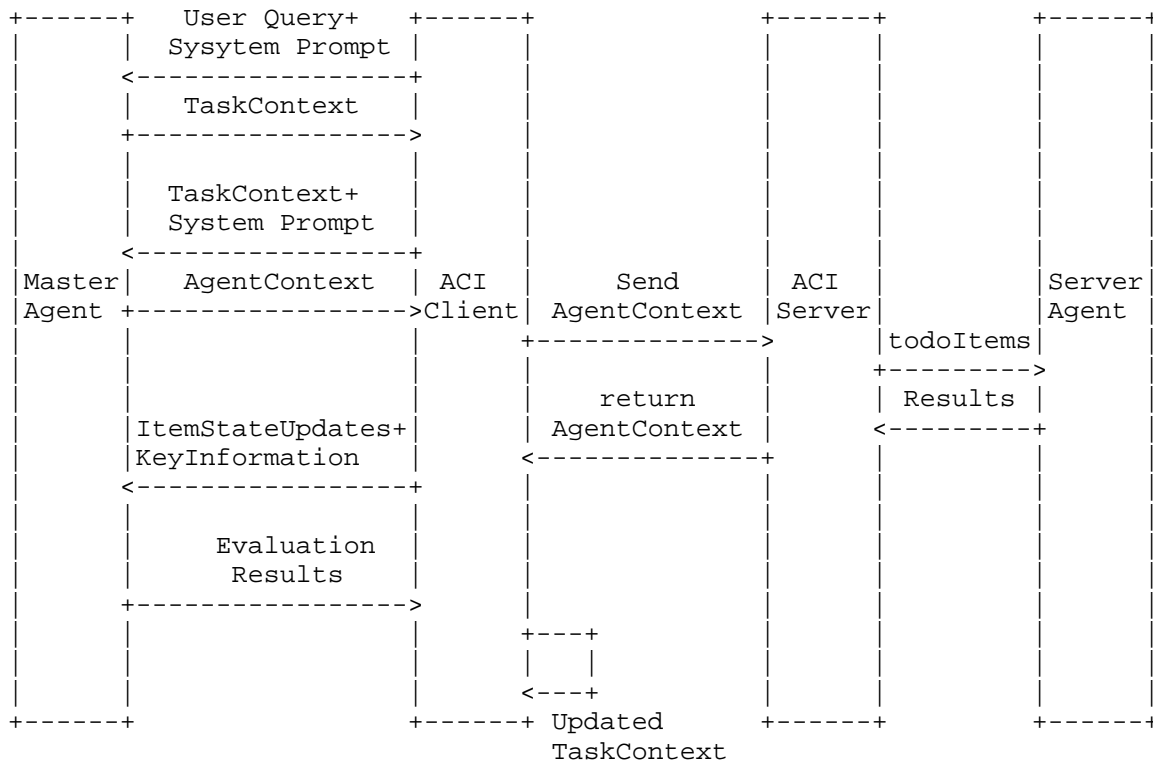 User Query+
Sysytem Prompt
TaskContext
TaskContext+
System Prompt
Master AgentContext ACI Send ACI Server
Agent Client AgentContext Server Agent
todoItems
return Results
ItemStateUpdates+ AgentContext
KeyInformation
Evaluation
Results
Updated
TaskContext